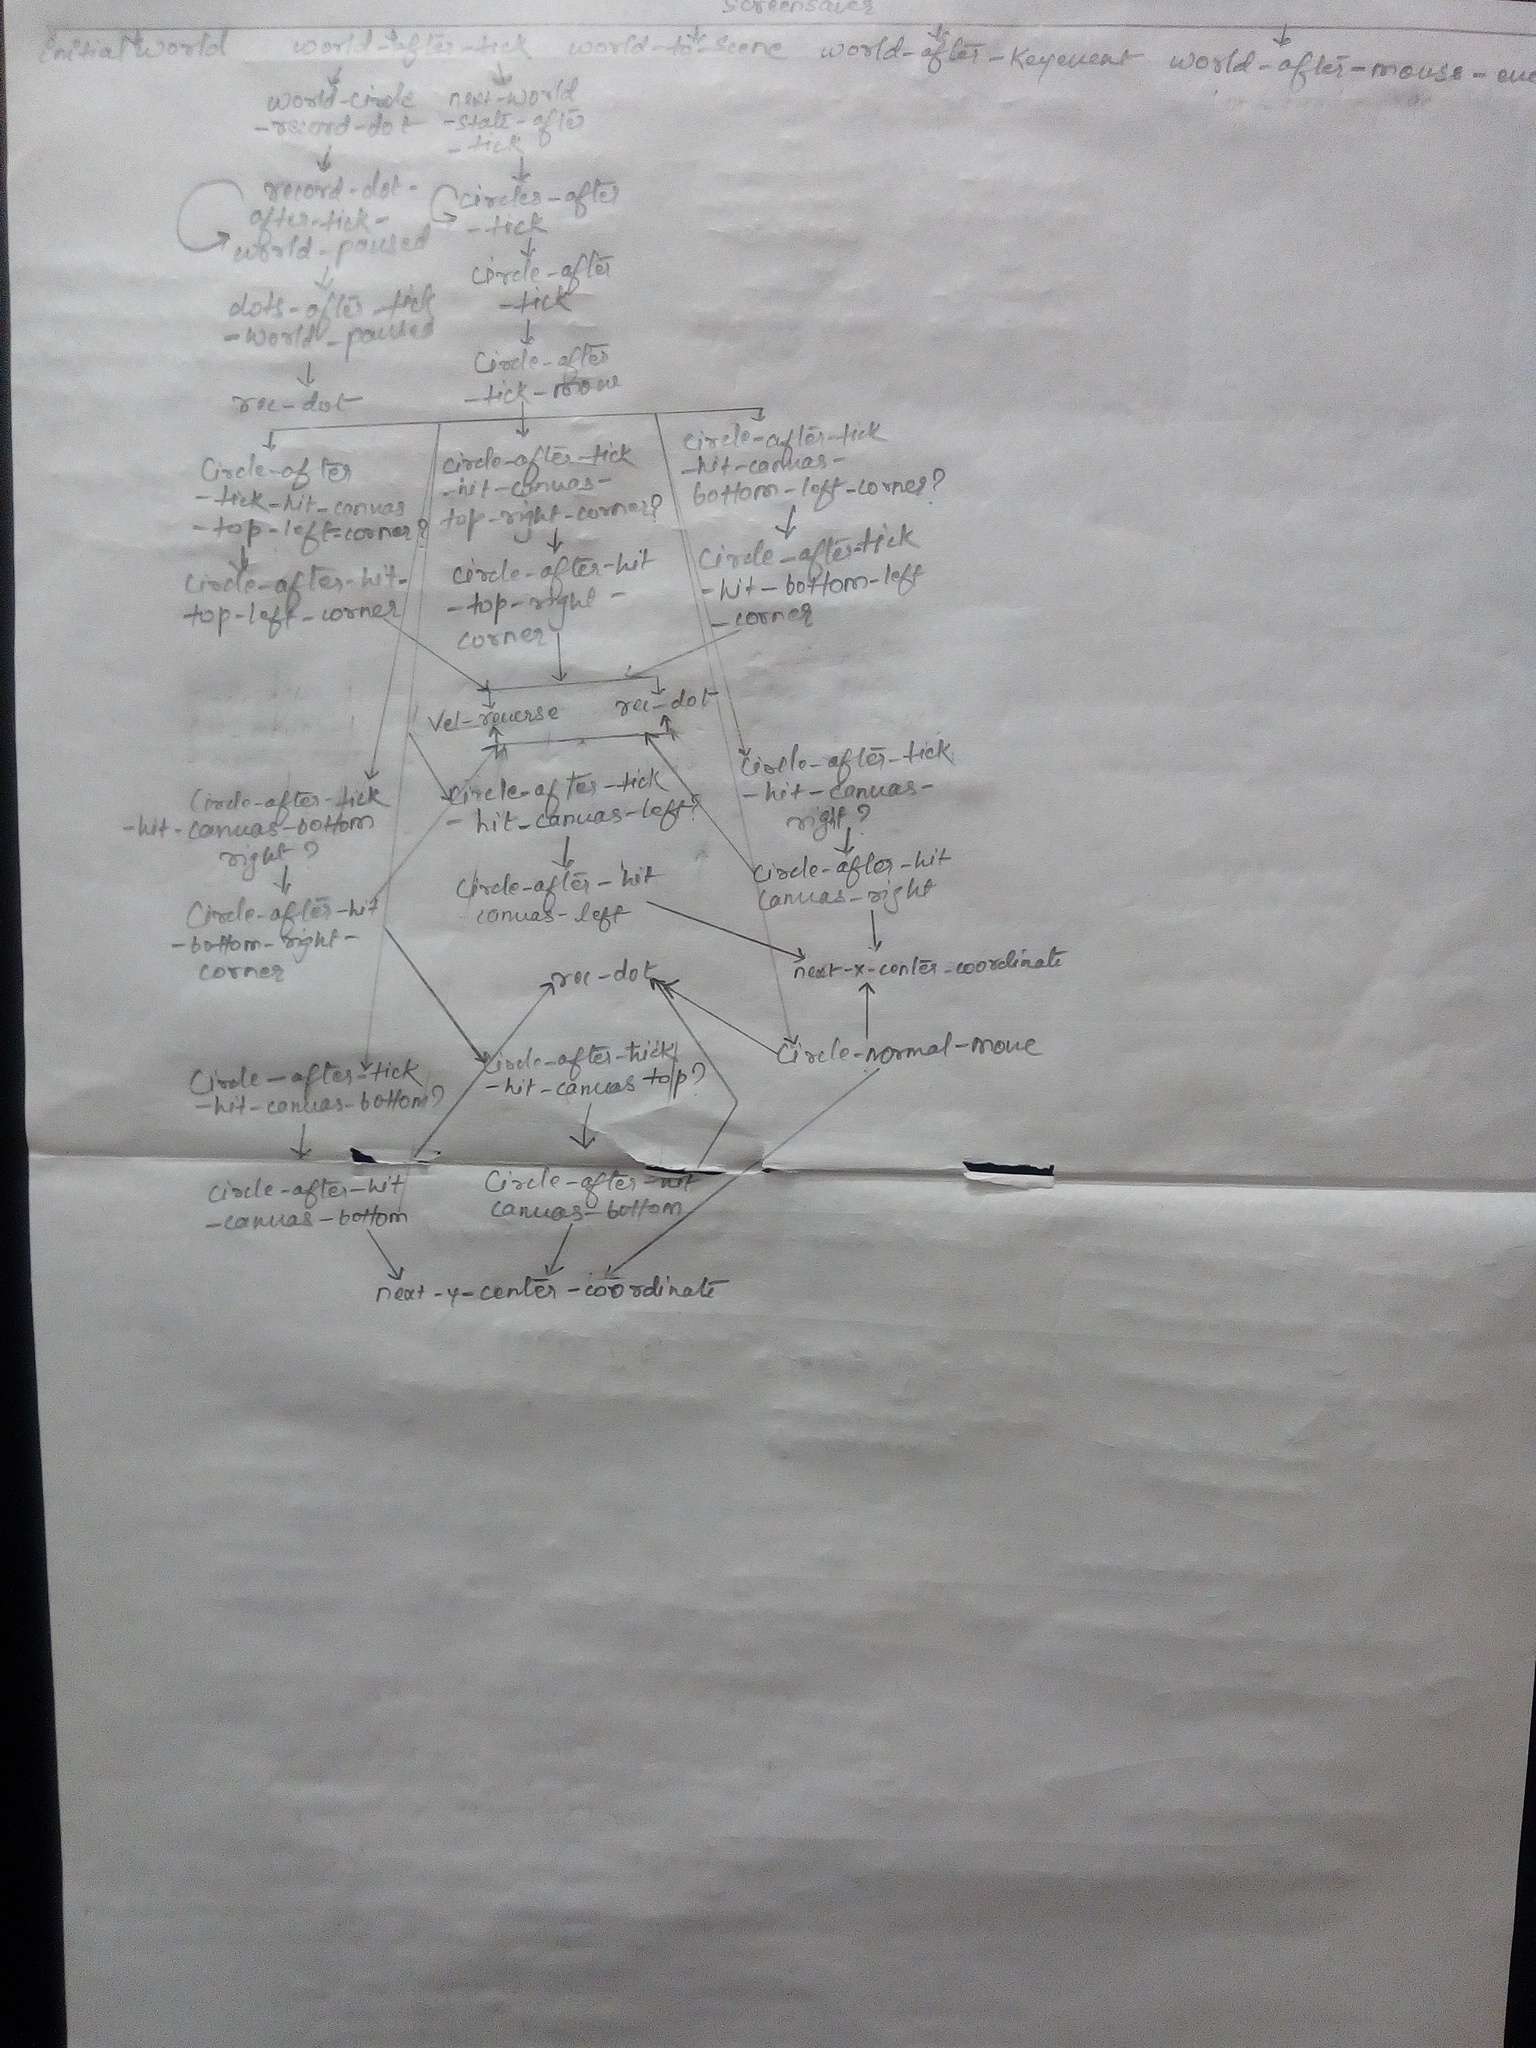 Screensaver
initial world world-after-tick world-to-scene world-after-keyevent world-after-mouse-eve
world-circle
-record-dot
next-world
-state-after
-tick
record-dot-
after-tick-
world-paused
circles-after
-tick
circle-after
-tick
dots-after-tick
-world-paused
circle-after
-tick-move
rec-dot
circle-after
-tick-hit-canvas
-top-left-corner?
circle-after-tick
-hit-canvas-
top-right-corner?
circle-after-tick
-hit-canvas-
bottom-left-corner?
circle-after-hit-
top-left-corner
circle-after-hit
-top-right-
corner
circle-after-tick
-hit-bottom-left
-corner
Vel-reverse rec-dot
circle-after-tick
-hit-canvas-bottom
right?
circle-after-tick
-hit-canvas-left?
circle-after-tick
-hit-canvas-
right?
circle-after-hit
-bottom-right-
corner
circle-after-hit
canvas-left
circle-after-hit
canvas-right
rec-dot
next-x-center-coordinate
circle-after-tick
-hit-canvas-bottom?
circle-after-tick
-hit-canvas top?
circle-normal-move
circle-after-hit
-canvas-bottom
circle-after-hit
canvas-bottom
next-y-center-coordinate